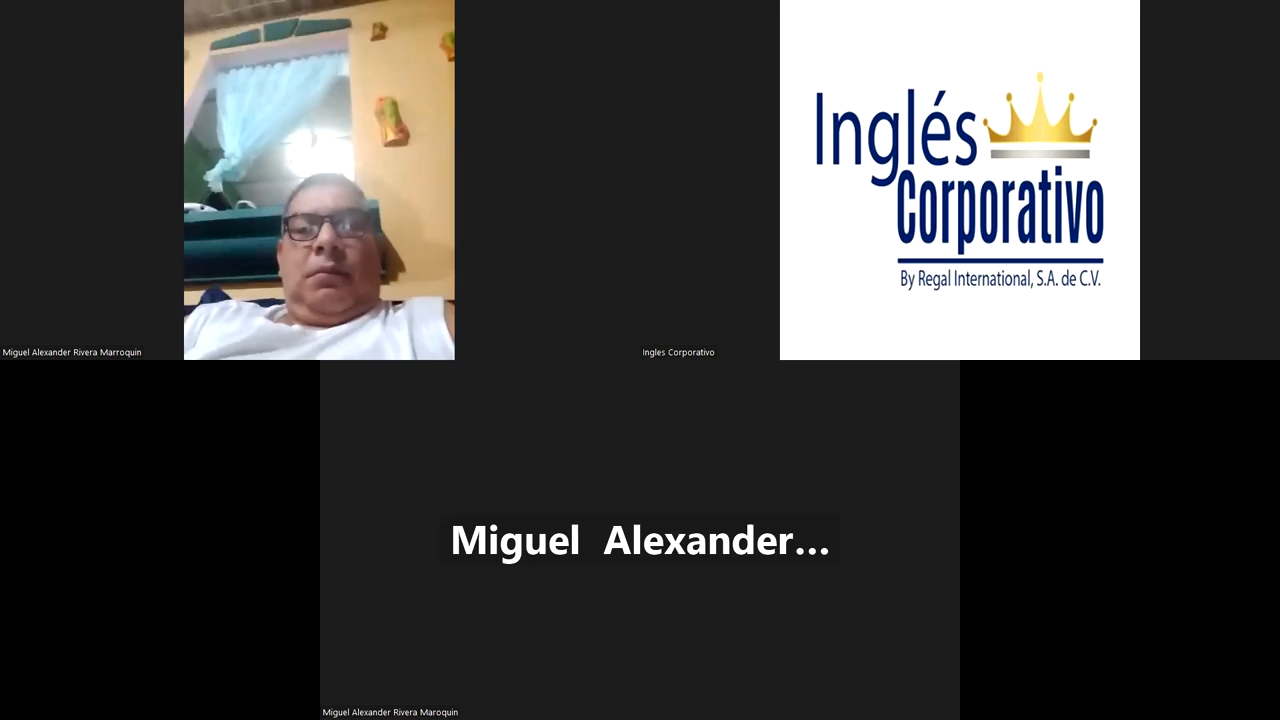 Inglés
Corporativo
By Regal International, S.A. de C.V.
Miguel Alexander Rivera Marroquin
Ingles Corporativo
Miguel Alexander...
Miguel Alexander Rivera Maroquin